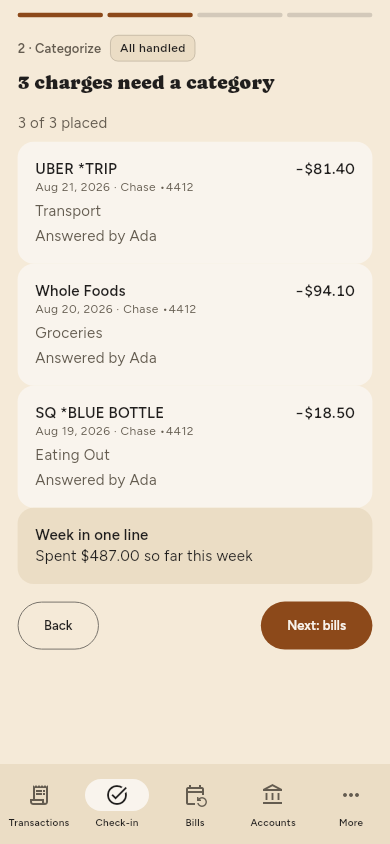 2 · Categorize
All handled
3 charges need a category
3 of 3 placed
UBER *TRIP
-$81.40
Aug 21, 2026 · Chase •4412
Transport
Answered by Ada
Whole Foods
-$94.10
Aug 20, 2026 · Chase •4412
Groceries
Answered by Ada
SQ *BLUE BOTTLE
-$18.50
Aug 19, 2026 · Chase •4412
Eating Out
Answered by Ada
Week in one line
Spent $487.00 so far this week
Back
Next: bills
Transactions
Check-in
Bills
Accounts
More